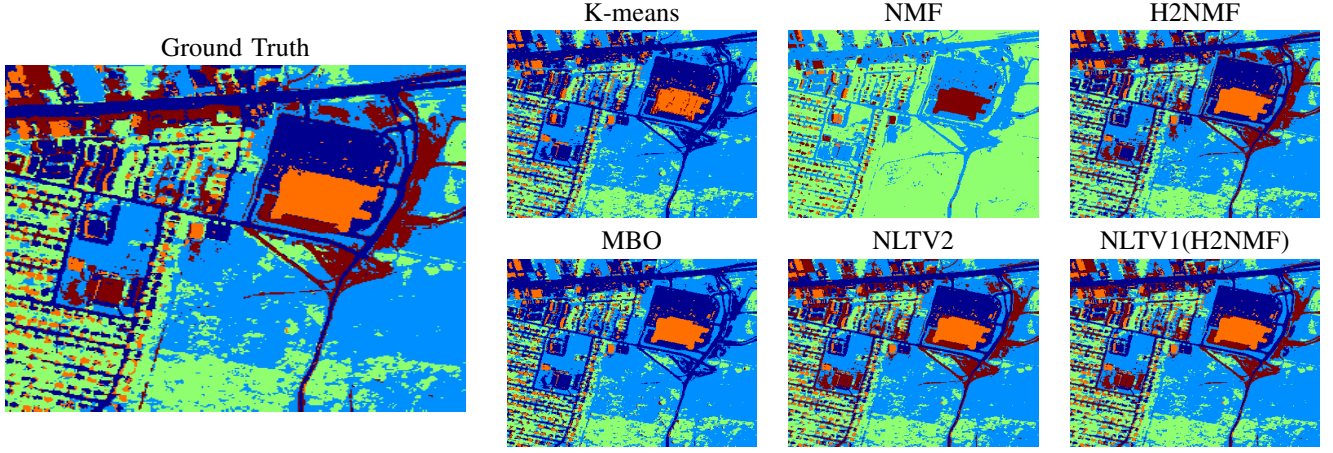 Ground Truth
K-means
NMF
H2NMF
MBO
NLTV2
NLTV1(H2NMF)